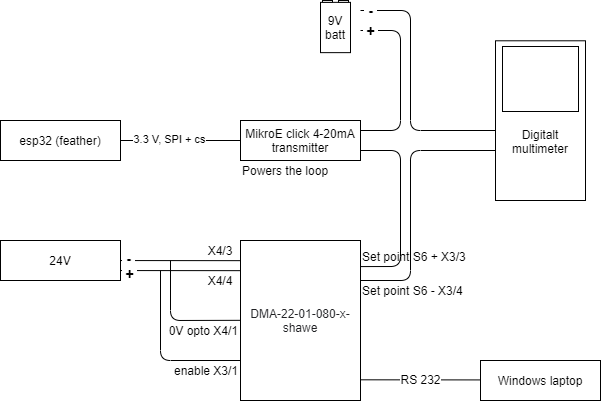 9V
batt
-
+
esp32 (feather)
3.3 V, SPI + cs
MikroE click 4-20mA
transmitter
Powers the loop
Digitalt
multimeter
24V
-
+
X4/3
X4/4
0V opto X4/1
enable X3/1
DMA-22-01-080-x-
shawe
Set point S6 + X3/3
Set point S6 - X3/4
RS 232
Windows laptop